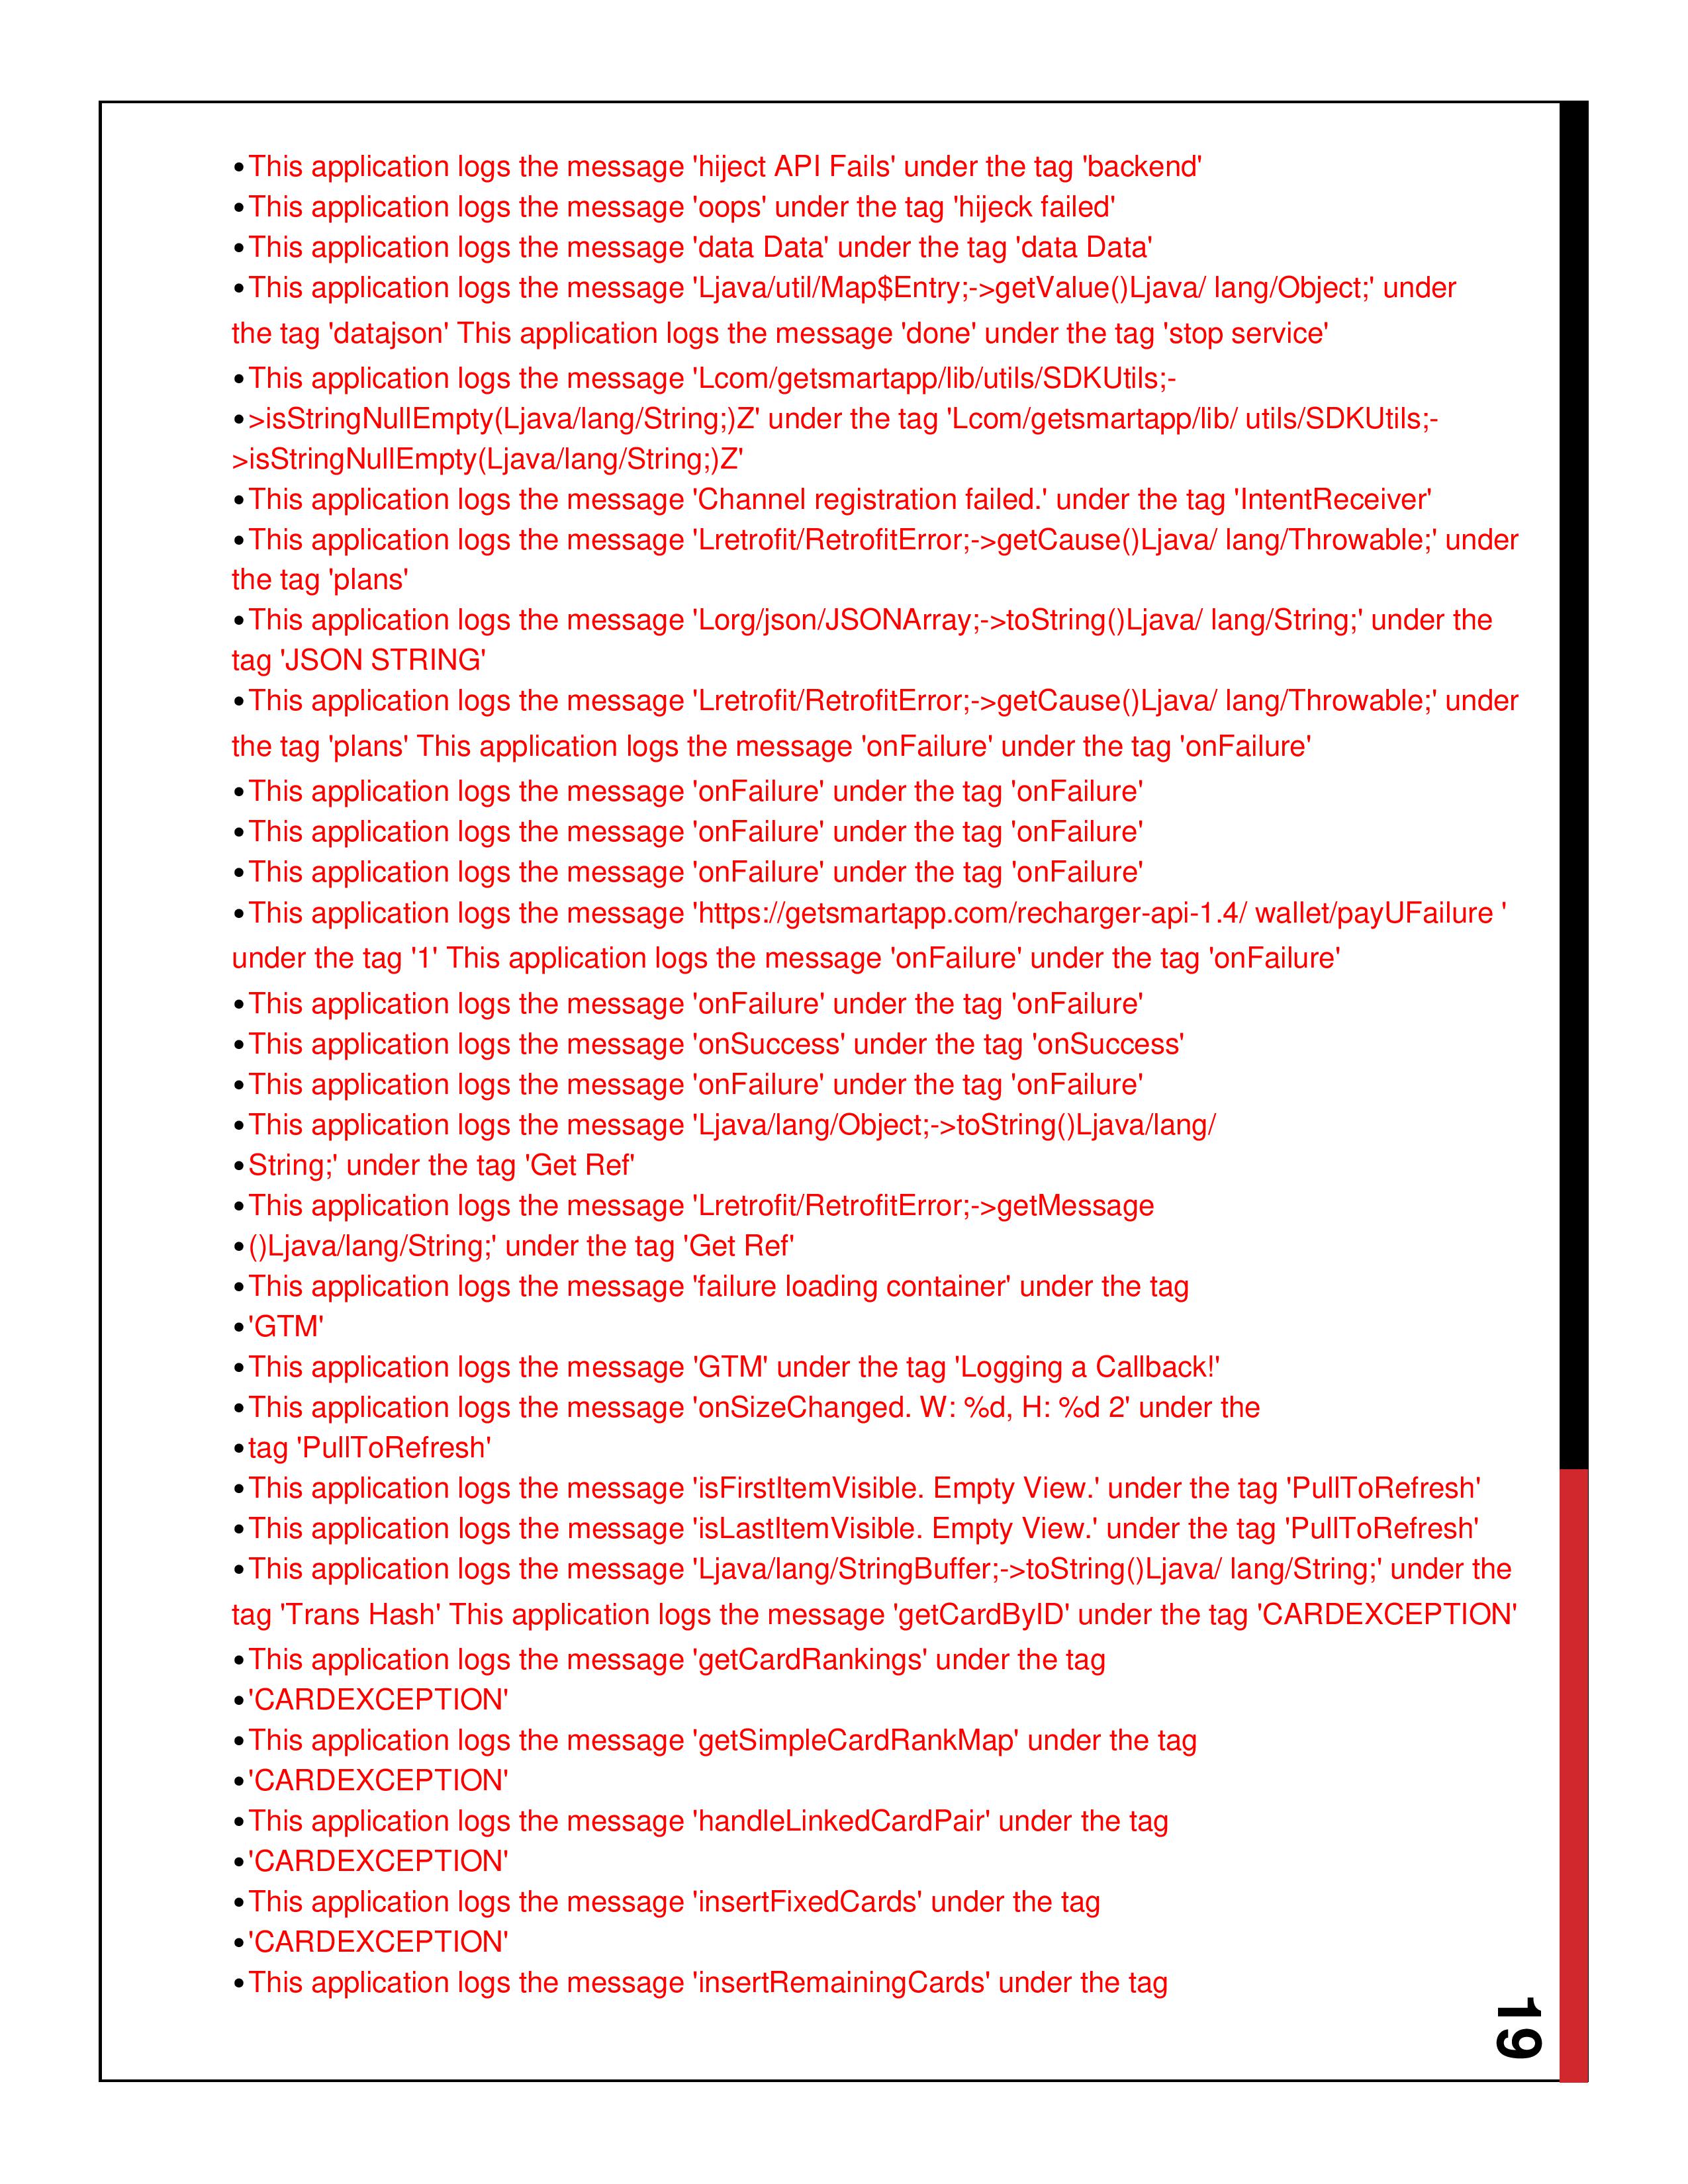 •This application logs the message 'hiject API Fails' under the tag 'backend'
•This application logs the message 'oops' under the tag 'hijeck failed'
•This application logs the message 'data Data' under the tag 'data Data'
•This application logs the message 'Ljava/util/Map$Entry;->getValue()Ljava/ lang/Object;' under
the tag 'datajson' This application logs the message 'done' under the tag 'stop service'
•This application logs the message 'Lcom/getsmartapp/lib/utils/SDKUtils;-
•>isStringNullEmpty(Ljava/lang/String;)Z' under the tag 'Lcom/getsmartapp/lib/ utils/SDKUtils;-
>isStringNullEmpty(Ljava/lang/String;)Z'
•This application logs the message 'Channel registration failed.' under the tag 'IntentReceiver'
•This application logs the message 'Lretrofit/RetrofitError;->getCause()Ljava/ lang/Throwable;' under
the tag 'plans'
•This application logs the message 'Lorg/json/JSONArray;->toString()Ljava/ lang/String;' under the
tag 'JSON STRING'
•This application logs the message 'Lretrofit/RetrofitError;->getCause()Ljava/ lang/Throwable;' under
the tag 'plans' This application logs the message 'onFailure' under the tag 'onFailure'
•This application logs the message 'onFailure' under the tag 'onFailure'
•This application logs the message 'onFailure' under the tag 'onFailure'
•This application logs the message 'onFailure' under the tag 'onFailure'
•This application logs the message 'https://getsmartapp.com/recharger-api-1.4/ wallet/payUFailure '
under the tag '1' This application logs the message 'onFailure' under the tag 'onFailure'
•This application logs the message 'onFailure' under the tag 'onFailure'
•This application logs the message 'onSuccess' under the tag 'onSuccess'
•This application logs the message 'onFailure' under the tag 'onFailure'
•This application logs the message 'Ljava/lang/Object;->toString()Ljava/lang/
•String;' under the tag 'Get Ref'
•This application logs the message 'Lretrofit/RetrofitError;->getMessage
•()Ljava/lang/String;' under the tag 'Get Ref'
•This application logs the message 'failure loading container' under the tag
•'GTM'
•This application logs the message 'GTM' under the tag 'Logging a Callback!'
•This application logs the message 'onSizeChanged. W: %d, H: %d 2' under the
•tag 'PullToRefresh'
•This application logs the message 'isFirstItemVisible. Empty View.' under the tag 'PullToRefresh'
•This application logs the message 'isLastItemVisible. Empty View.' under the tag 'PullToRefresh'
•This application logs the message 'Ljava/lang/StringBuffer;->toString()Ljava/ lang/String;' under the
tag 'Trans Hash' This application logs the message 'getCardByID' under the tag 'CARDEXCEPTION'
•This application logs the message 'getCardRankings' under the tag
•'CARDEXCEPTION'
•This application logs the message 'getSimpleCardRankMap' under the tag
•'CARDEXCEPTION'
•This application logs the message 'handleLinkedCardPair' under the tag
•'CARDEXCEPTION'
•This application logs the message 'insertFixedCards' under the tag
•'CARDEXCEPTION'
•This application logs the message 'insertRemainingCards' under the tag
19